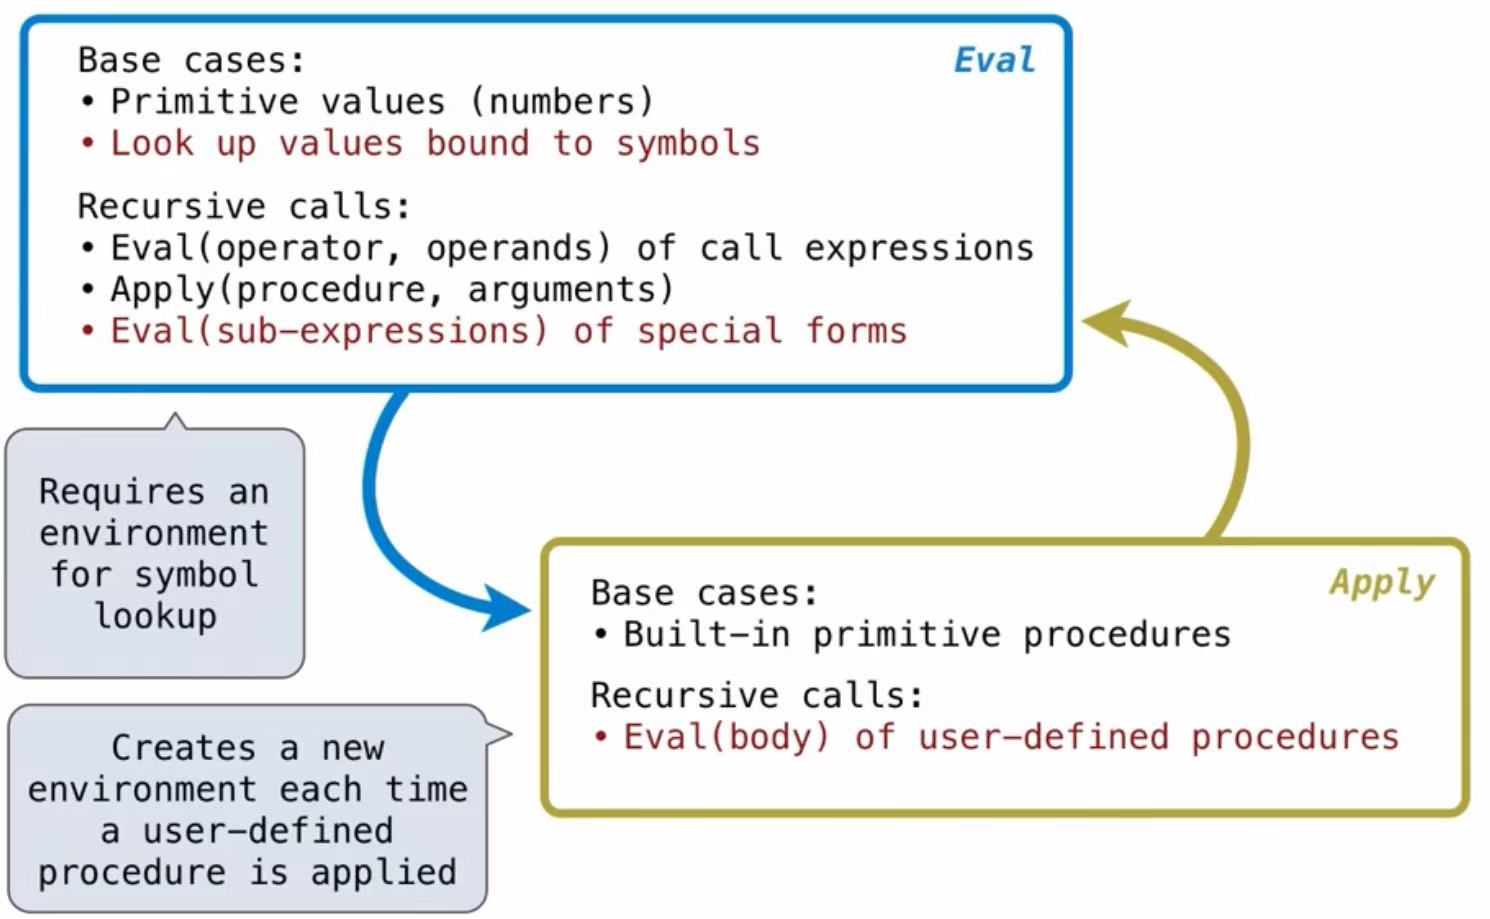 Eval
Base cases:
• Primitive values (numbers)
• Look up values bound to symbols
Recursive calls:
• Eval(operator, operands) of call expressions
• Apply(procedure, arguments)
• Eval(sub-expressions) of special forms
Requires an
environment
for symbol
lookup
Apply
Base cases:
• Built-in primitive procedures
Recursive calls:
• Eval(body) of user-defined procedures
Creates a new
environment each time
a user-defined
procedure is applied